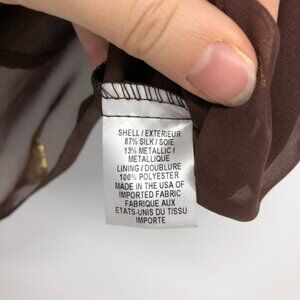 SHELL / EXTERIEUR
87% SILK / SOIE
13% METALLIC /
METALLIQUE
LINING / DOUBLURE
100% POLYESTER
MADE IN THE USA OF
IMPORTED FABRIC
FABRIQUE AUX
ETATS-UNIS DU TISSU
IMPORTE